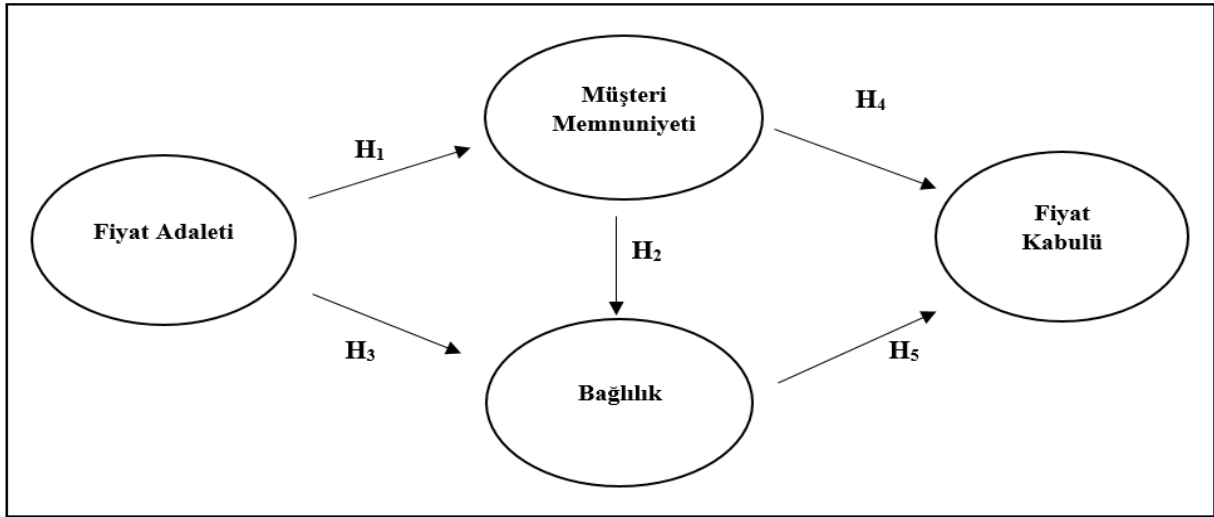 Müşteri
Memnuniyeti
H₄
H₁
Fiyat Adaleti
Fiyat
Kabulü
H₂
H₃
H₅
Bağlılık